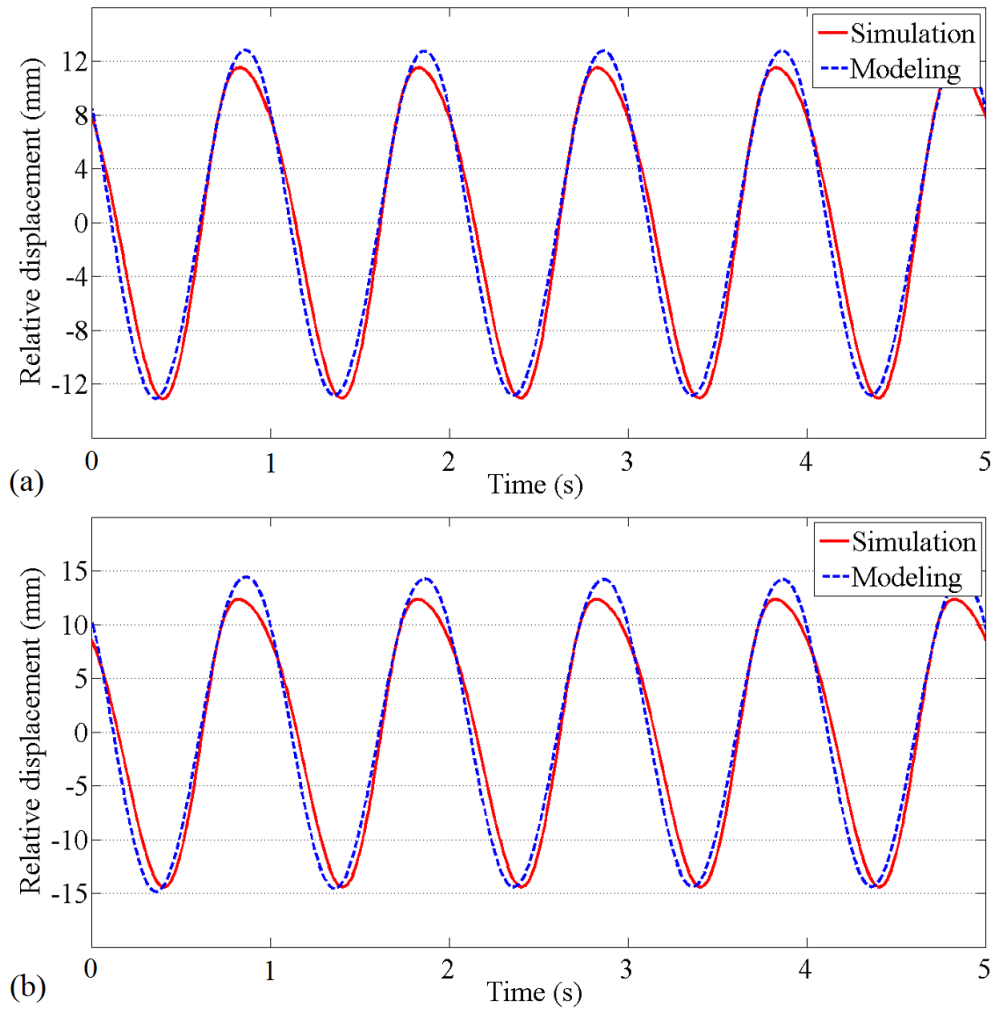 Relative displacement (mm)
12
8
4
0
-4
-8
-12
Simulation
Modeling
0 1 2 3 4 5
Time (s)
(a)
Relative displacement (mm)
15
10
5
0
-5
-10
-15
Simulation
Modeling
0 1 2 3 4 5
Time (s)
(b)